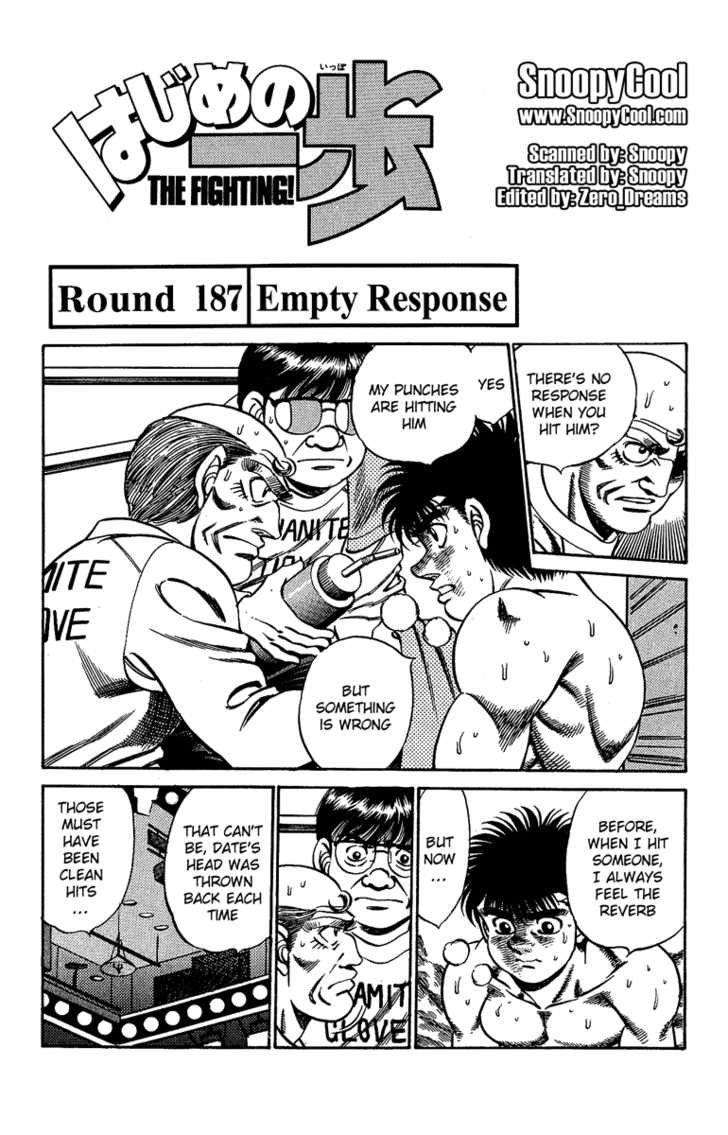 いっぽ
はじめの一歩
THE FIGHTING!
SnoopyCool
www.SnoopyCool.com
Scanned by: Snoopy
Translated by: Snoopy
Edited by: Zero_Dreams
Round 187
Empty Response
THERE'S NO
RESPONSE
WHEN YOU
HIT HIM?
YES
MY PUNCHES
ARE HITTING
HIM
BUT
SOMETHING
IS WRONG
ANITE
MITE
OVE
BEFORE,
WHEN I HIT
SOMEONE,
I ALWAYS
FEEL THE
REVERB
BUT
NOW
...
AMIT
GLOVE
THAT CAN'T
BE, DATE'S
HEAD WAS
THROWN
BACK EACH
TIME
THOSE
MUST
HAVE
BEEN
CLEAN
HITS
...